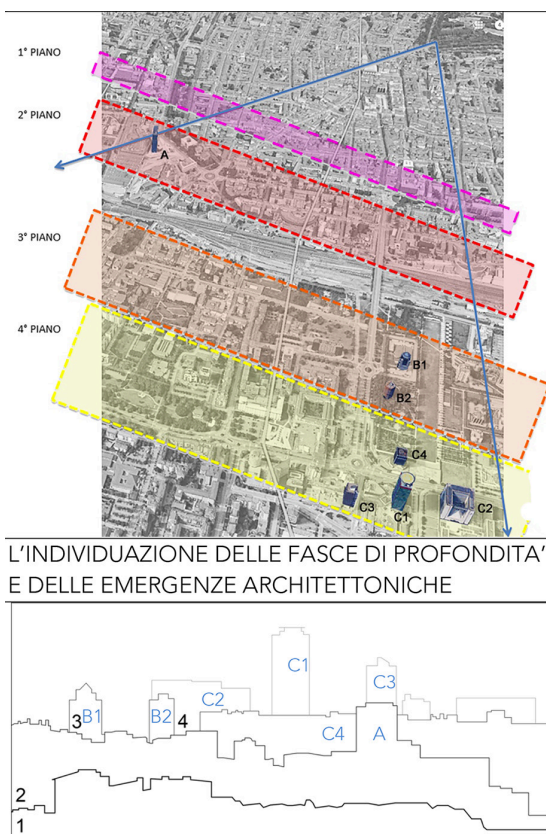 1° PIANO
2° PIANO
A
3° PIANO
4° PIANO
B1
B2
C4
C3
C1
C2
L'INDIVIDUAZIONE DELLE FASCE DI PROFONDITA'
E DELLE EMERGENZE ARCHITETTONICHE
C1
C3
C2
3 B1
B2 4
C4
A
2
1